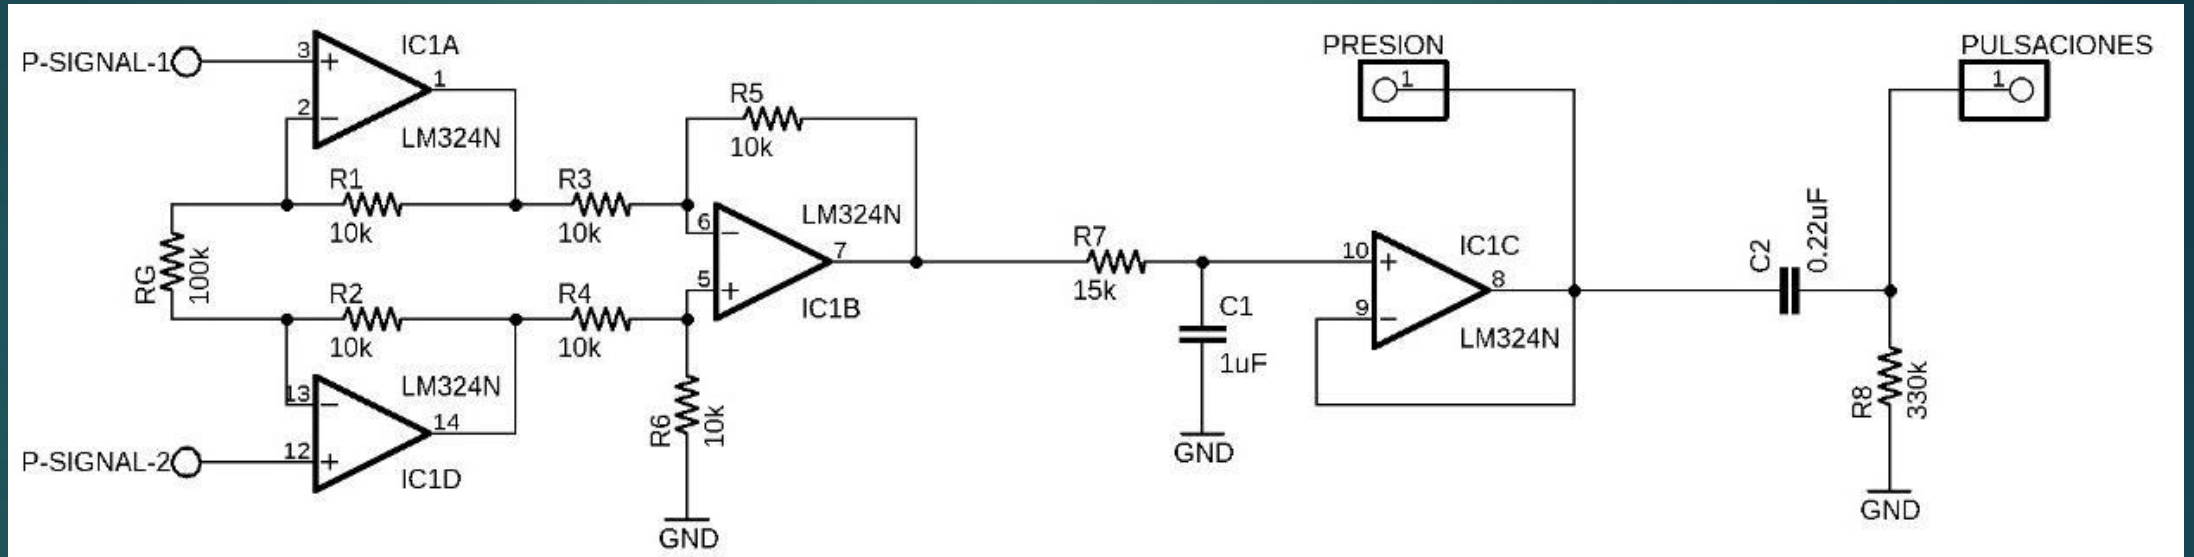 P-SIGNAL-1
3
+
IC1A
1
2
−
LM324N
R1
10k
R3
10k
R5
10k
RG
100k
R2
10k
R4
10k
6
−
5
+
LM324N
7
IC1B
13
−
12
+
LM324N
14
IC1D
P-SIGNAL-2
R6
10k
GND
R7
15k
C1
1uF
GND
PRESION
1
10
+
9
−
IC1C
8
LM324N
C2
0.22uF
PULSACIONES
1
R8
330k
GND